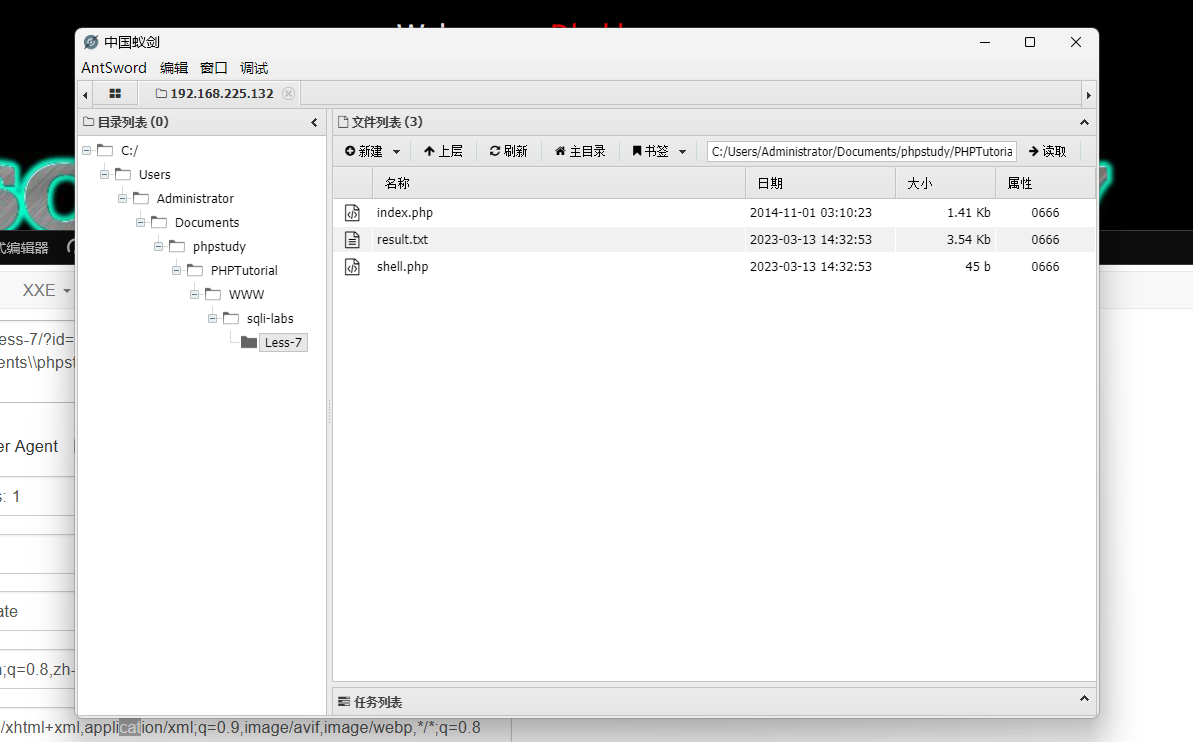 中国蚁剑
AntSword 编辑 窗口 调试
192.168.225.132
目录列表 (0)
文件列表 (3)
新建 上层 刷新 主目录 书签 C:/Users/Administrator/Documents/phpstudy/PHPTutoria 读取
名称 日期 大小 属性
index.php 2014-11-01 03:10:23 1.41 Kb 0666
result.txt 2023-03-13 14:32:53 3.54 Kb 0666
shell.php 2023-03-13 14:32:53 45 b 0666
C:/
Users
Administrator
Documents
phpstudy
PHPTutorial
WWW
sqli-labs
Less-7
任务列表
式编辑器
XXE
ess-7/?id=
ents\\phpst
er Agent
s: 1
ate
;q=0.8,zh-
/xhtml+xml,application/xml;q=0.9,image/avif,image/webp,*/*;q=0.8